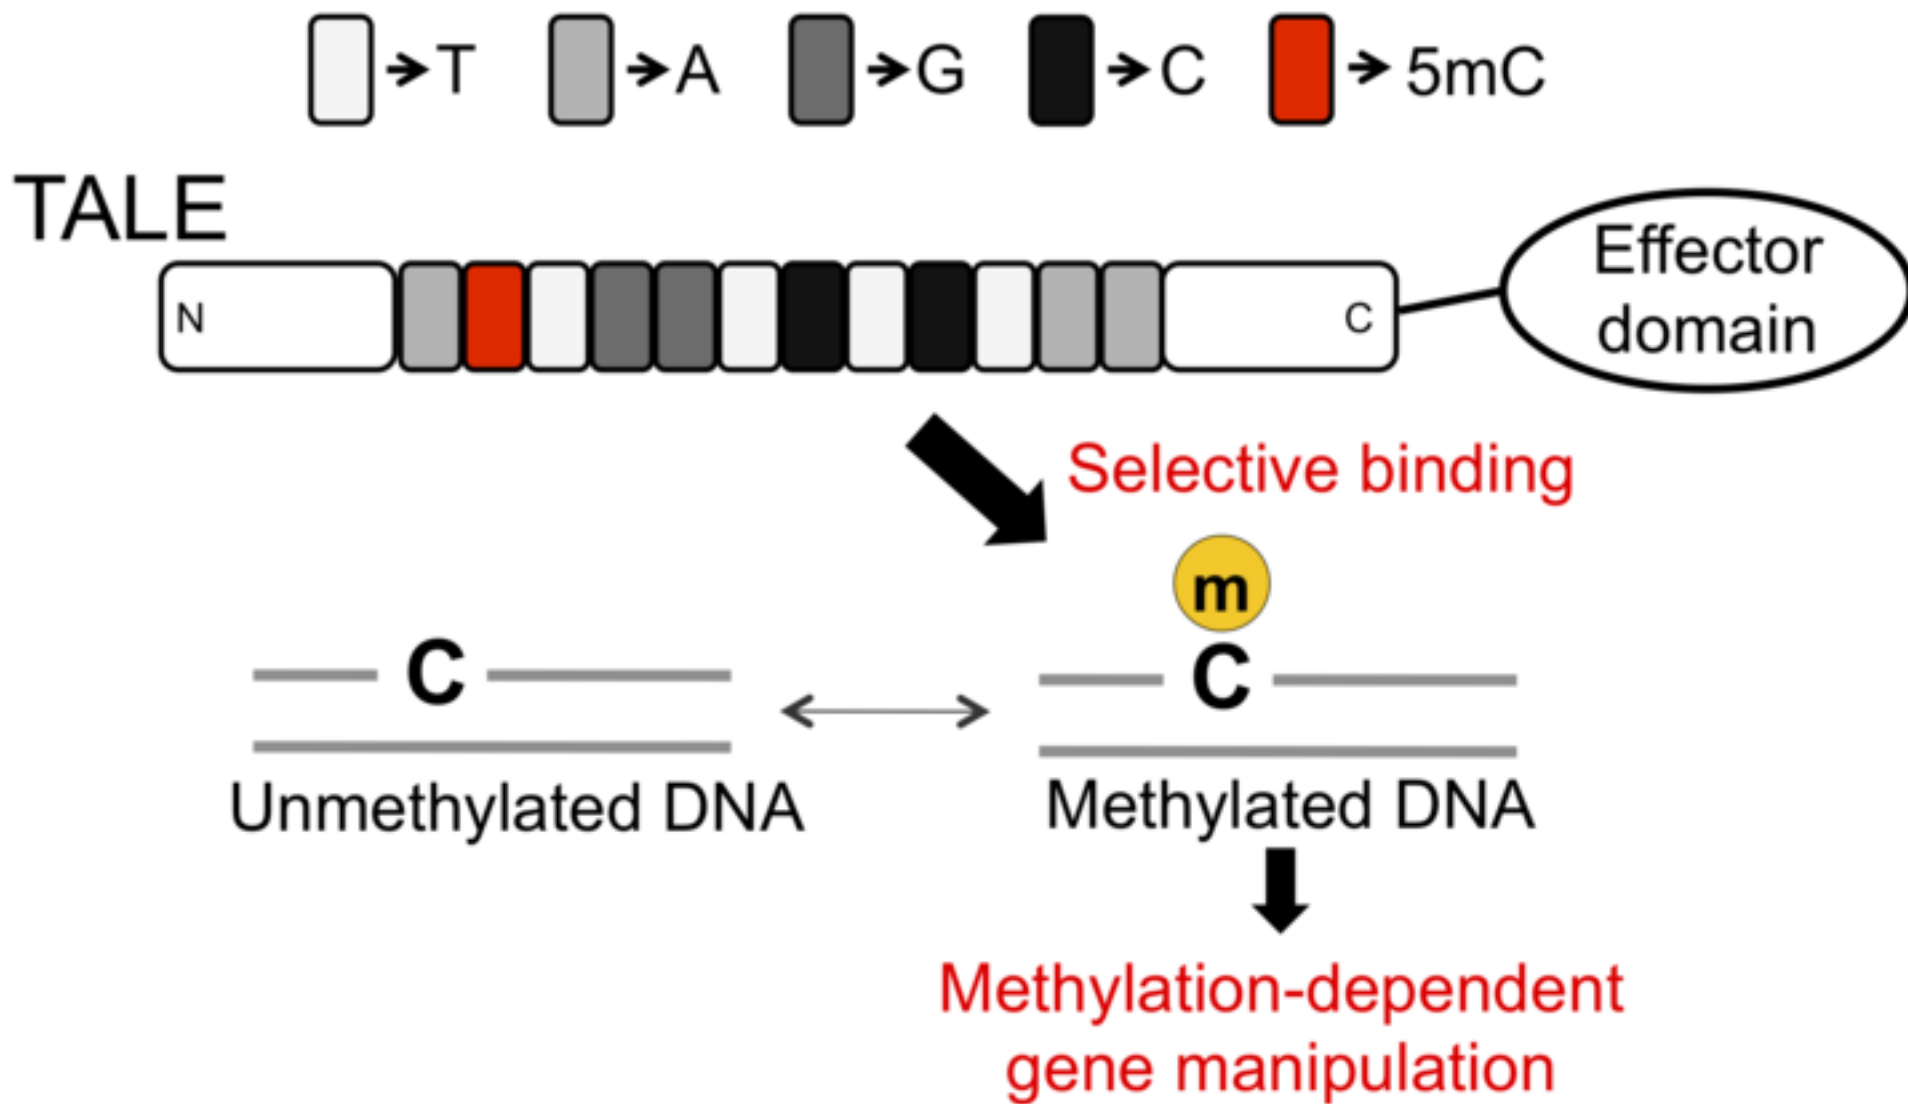 T A G C 5mC
TALE
N C
Effector
domain
Selective binding
m
C C
Unmethylated DNA Methylated DNA
Methylation-dependent
gene manipulation